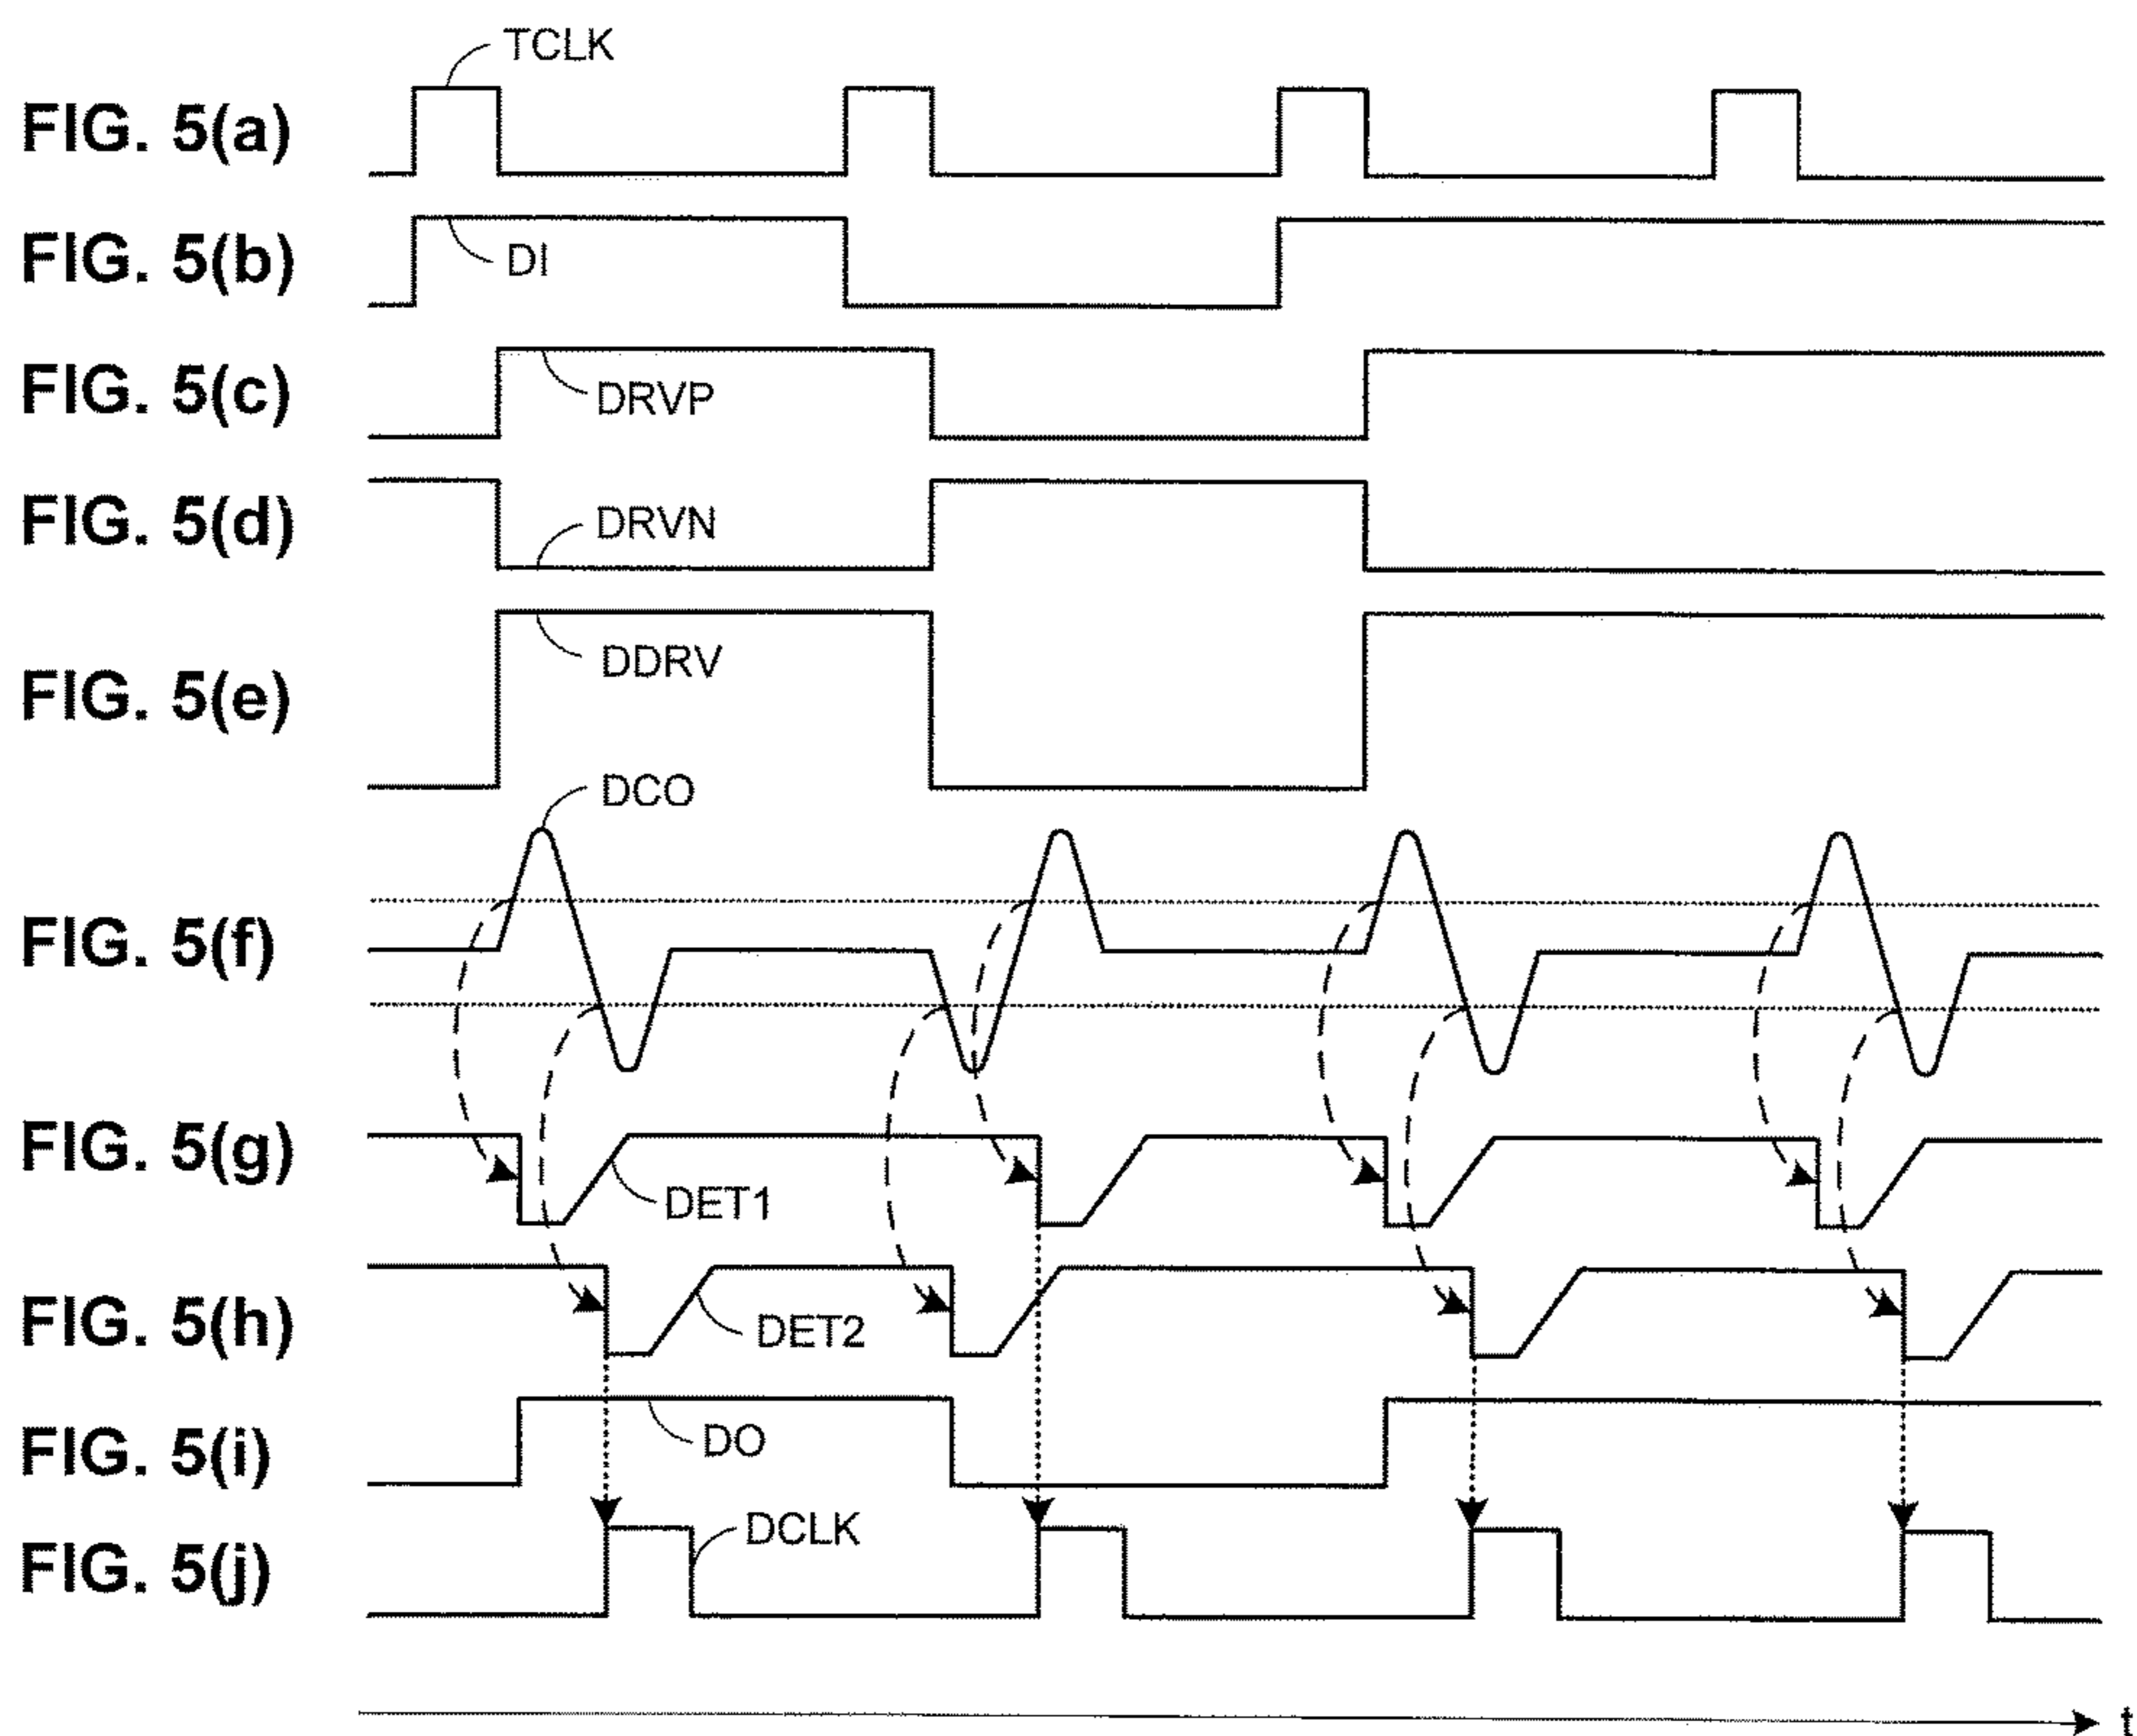 TCLK
FIG. 5(a)
FIG. 5(b)
DI
FIG. 5(c)
DRVP
FIG. 5(d)
DRVN
FIG. 5(e)
DDRV
DCO
FIG. 5(f)
FIG. 5(g)
DET1
FIG. 5(h)
DET2
FIG. 5(i)
DO
FIG. 5(j)
DCLK
t